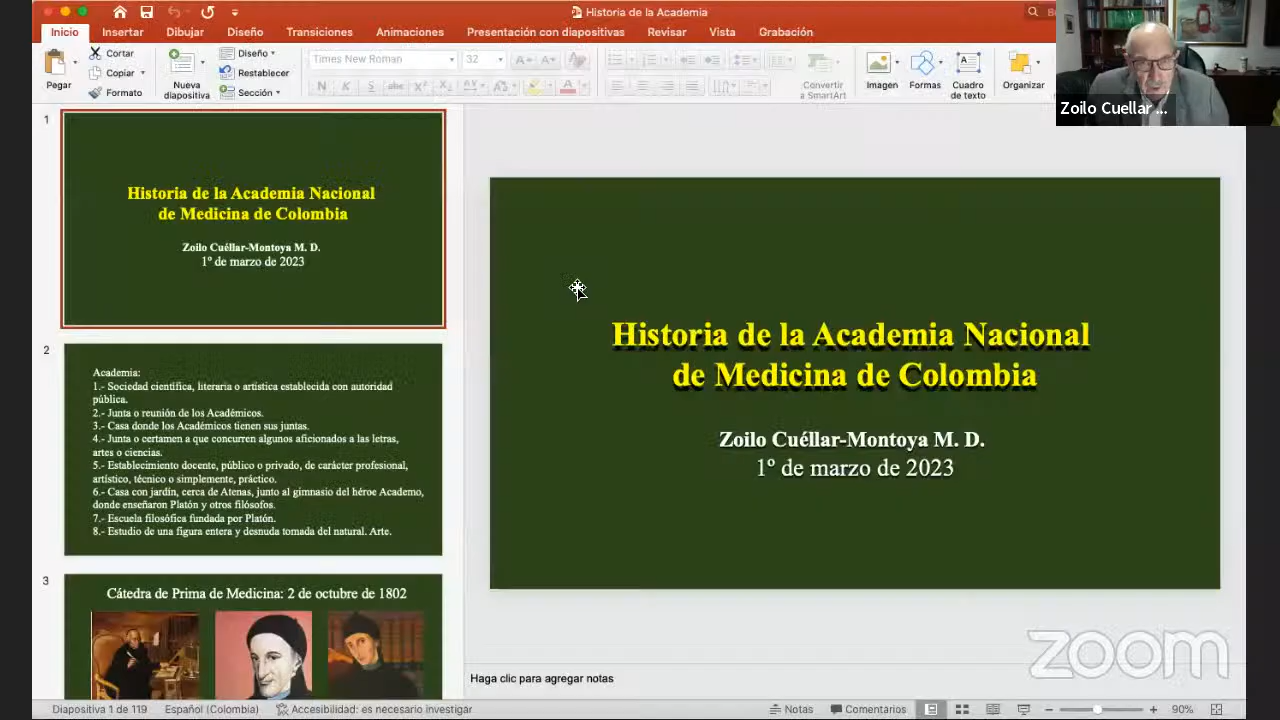 Historia de la Academia
Inicio Insertar Dibujar Diseño Transiciones Animaciones Presentación con diapositivas Revisar Vista Grabación
Pegar
Cortar
Copiar
Formato
Nueva
diapositiva
Diseño
Restablecer
Sección
Times New Roman 32
Convertir
a SmartArt
Imagen
Formas
Cuadro
de texto
Organizar
Zoilo Cuellar ...
1
Historia de la Academia Nacional
de Medicina de Colombia
Zoilo Cuéllar-Montoya M. D.
1º de marzo de 2023
2
Academia:
1.- Sociedad científica, literaria o artística establecida con autoridad
pública.
2.- Junta o reunión de los Académicos.
3.- Casa donde los Académicos tienen sus juntas.
4.- Junta o certamen a que concurren algunos aficionados a las letras,
artes o ciencias.
5.- Establecimiento docente, público o privado, de carácter profesional,
artístico, técnico o simplemente, práctico.
6.- Casa con jardín, cerca de Atenas, junto al gimnasio del héroe Academo,
donde enseñaron Platón y otros filósofos.
7.- Escuela filosófica fundada por Platón.
8.- Estudio de una figura entera y desnuda tomada del natural. Arte.
3
Cátedra de Prima de Medicina: 2 de octubre de 1802
Historia de la Academia Nacional
de Medicina de Colombia
Zoilo Cuéllar-Montoya M. D.
1º de marzo de 2023
zoom
Haga clic para agregar notas
Diapositiva 1 de 119 Español (Colombia) Accesibilidad: es necesario investigar Notas Comentarios 90%